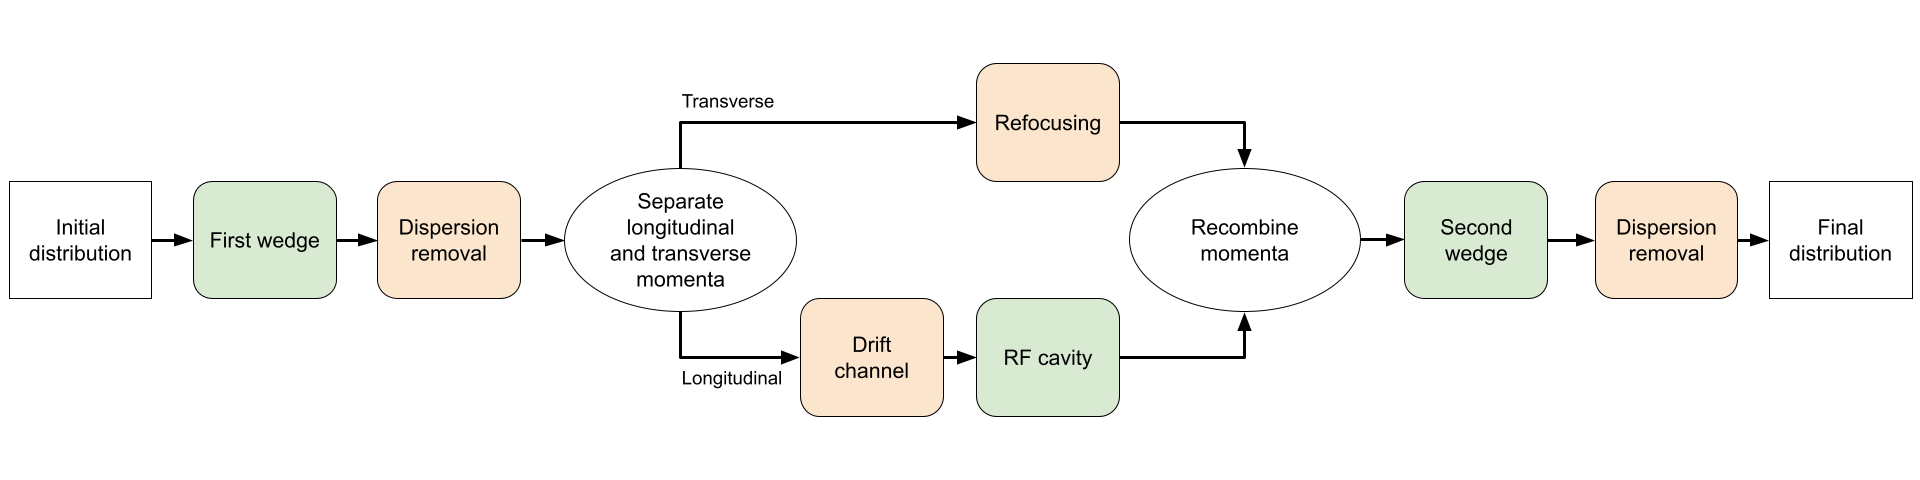 Initial
distribution
First wedge
Dispersion
removal
Separate
longitudinal
and transverse
momenta
Transverse
Refocusing
Longitudinal
Drift
channel
RF cavity
Recombine
momenta
Second
wedge
Dispersion
removal
Final
distribution